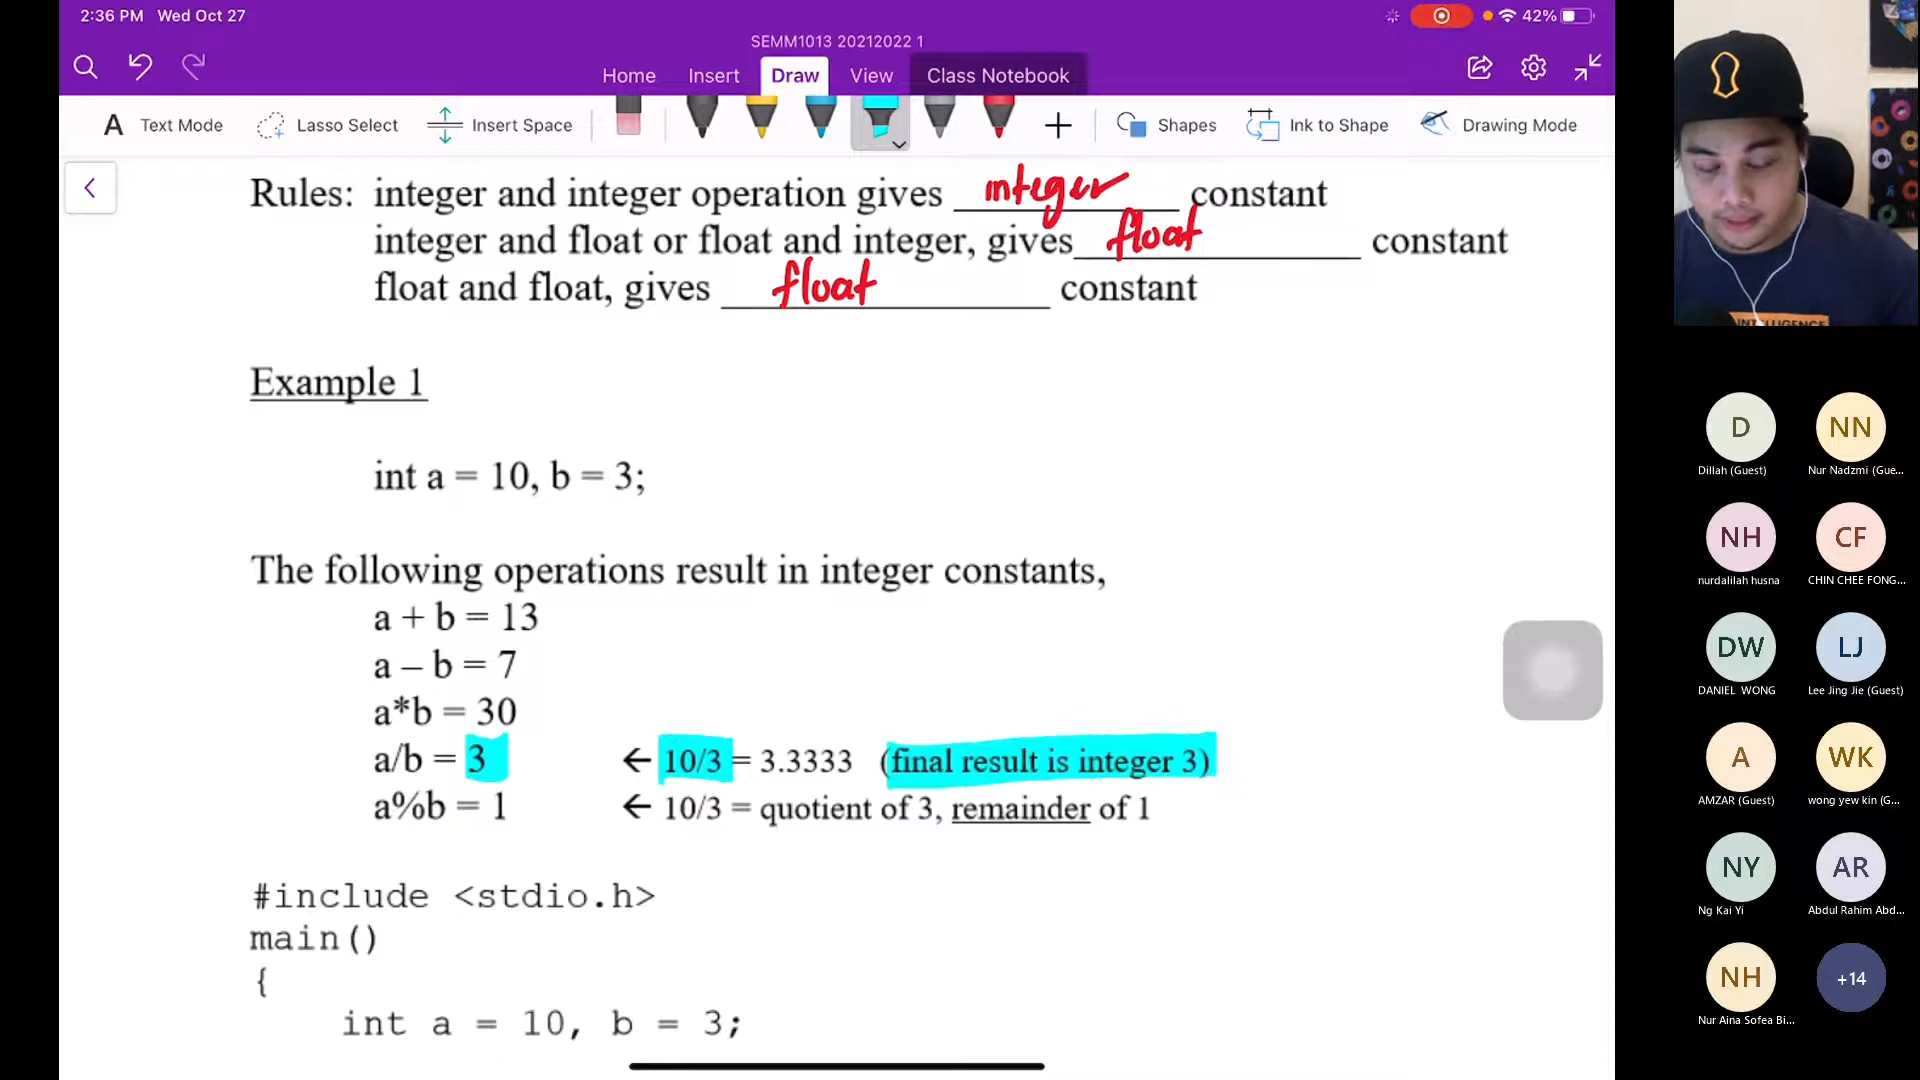 2:36 PM Wed Oct 27
42%
SEMM1013 20212022 1
Home Insert Draw View Class Notebook
A Text Mode Lasso Select Insert Space Shapes Ink to Shape Drawing Mode
Rules: integer and integer operation gives integer constant
integer and float or float and integer, gives float constant
float and float, gives float constant
Example 1
int a = 10, b = 3;
The following operations result in integer constants,
a + b = 13
a – b = 7
a*b = 30
a/b = 3 ← 10/3 = 3.3333 (final result is integer 3)
a%b = 1 ← 10/3 = quotient of 3, remainder of 1
#include <stdio.h>
main()
{
int a = 10, b = 3;
INTELLIGENCE
D NN
Dillah (Guest) Nur Nadzmi (Gue...
NH CF
nurdalilah husna CHIN CHEE FONG...
DW LJ
DANIEL WONG Lee Jing Jie (Guest)
A WK
AMZAR (Guest) wong yew kin (G...
NY AR
Ng Kai Yi Abdul Rahim Abd...
NH +14
Nur Aina Sofea Bi...